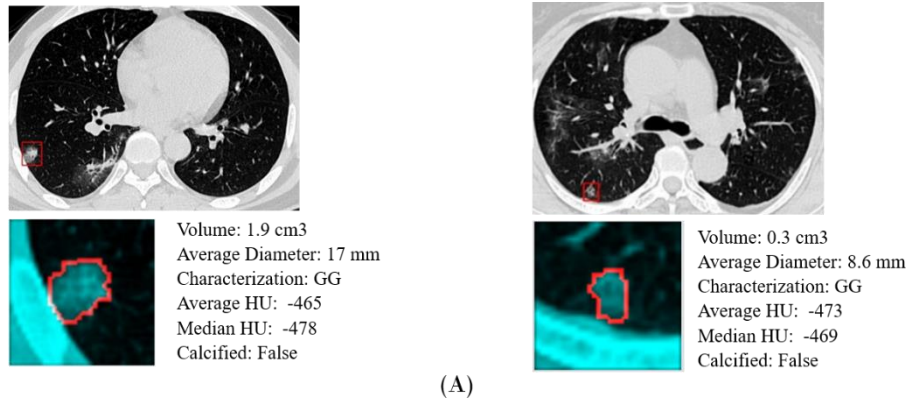 Volume: 1.9 cm3
Average Diameter: 17 mm
Characterization: GG
Average HU: -465
Median HU: -478
Calcified: False
Volume: 0.3 cm3
Average Diameter: 8.6 mm
Characterization: GG
Average HU: -473
Median HU: -469
Calcified: False
(A)